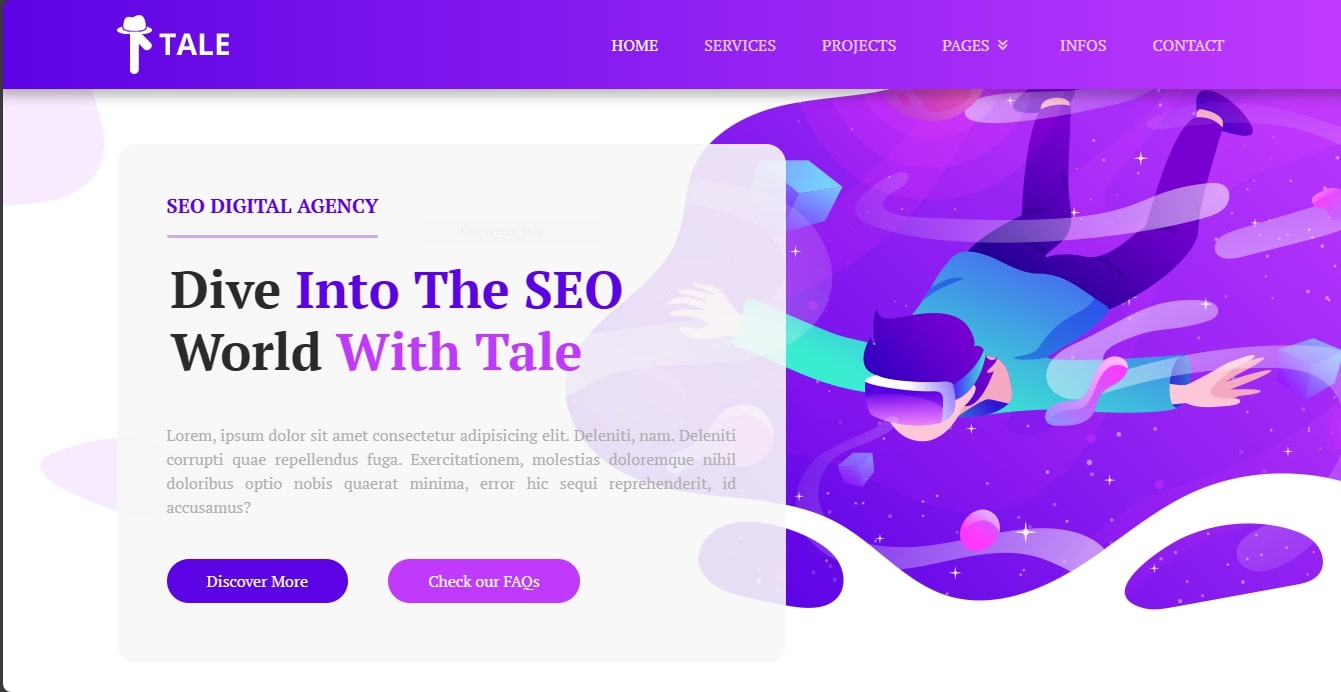 TALE
HOME SERVICES PROJECTS PAGES INFOS CONTACT
SEO DIGITAL AGENCY
Full-screen Snip
Dive Into The SEO
World With Tale
Lorem, ipsum dolor sit amet consectetur adipisicing elit. Deleniti, nam. Deleniti
corrupti quae repellendus fuga. Exercitationem, molestias doloremque nihil
doloribus optio nobis quaerat minima, error hic sequi reprehenderit, id
accusamus?
Discover More
Check our FAQs